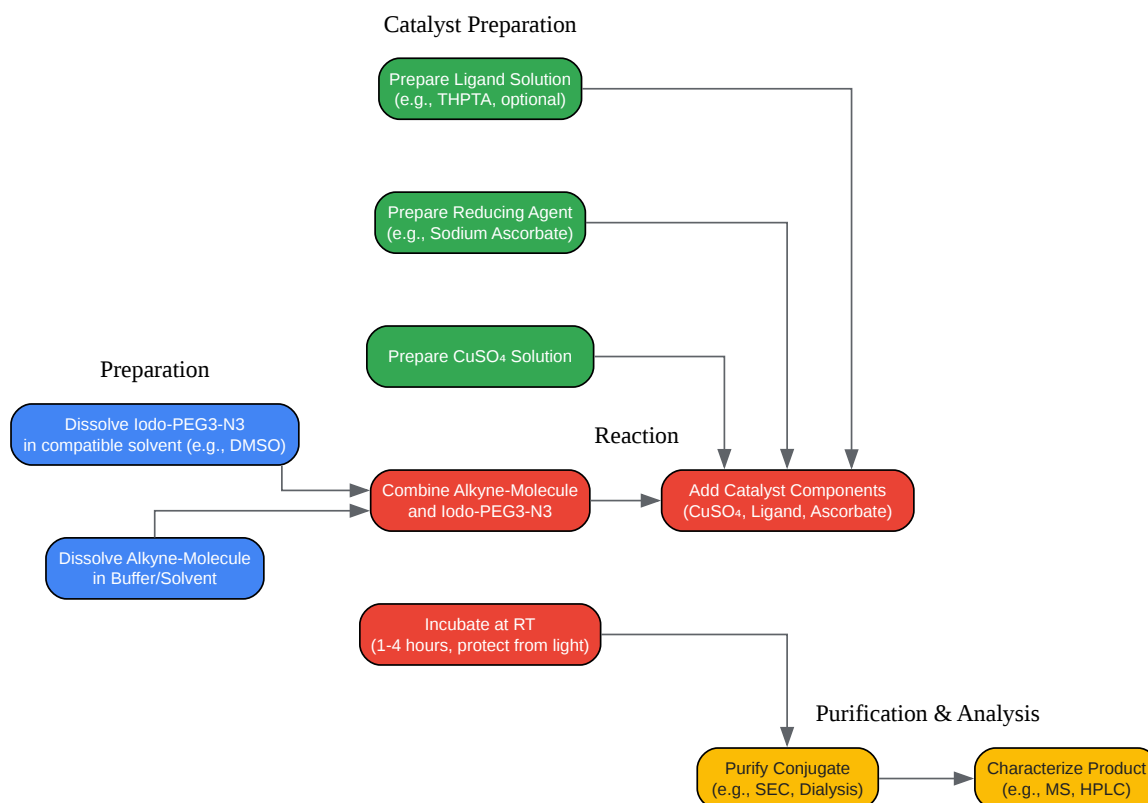 Catalyst Preparation
Prepare Ligand Solution
(e.g., THPTA, optional)
Prepare Reducing Agent
(e.g., Sodium Ascorbate)
Prepare CuSO₄ Solution
Preparation
Dissolve Iodo-PEG3-N3
in compatible solvent (e.g., DMSO)
Dissolve Alkyne-Molecule
in Buffer/Solvent
Reaction
Combine Alkyne-Molecule
and Iodo-PEG3-N3
Add Catalyst Components
(CuSO₄, Ligand, Ascorbate)
Incubate at RT
(1-4 hours, protect from light)
Purification & Analysis
Purify Conjugate
(e.g., SEC, Dialysis)
Characterize Product
(e.g., MS, HPLC)